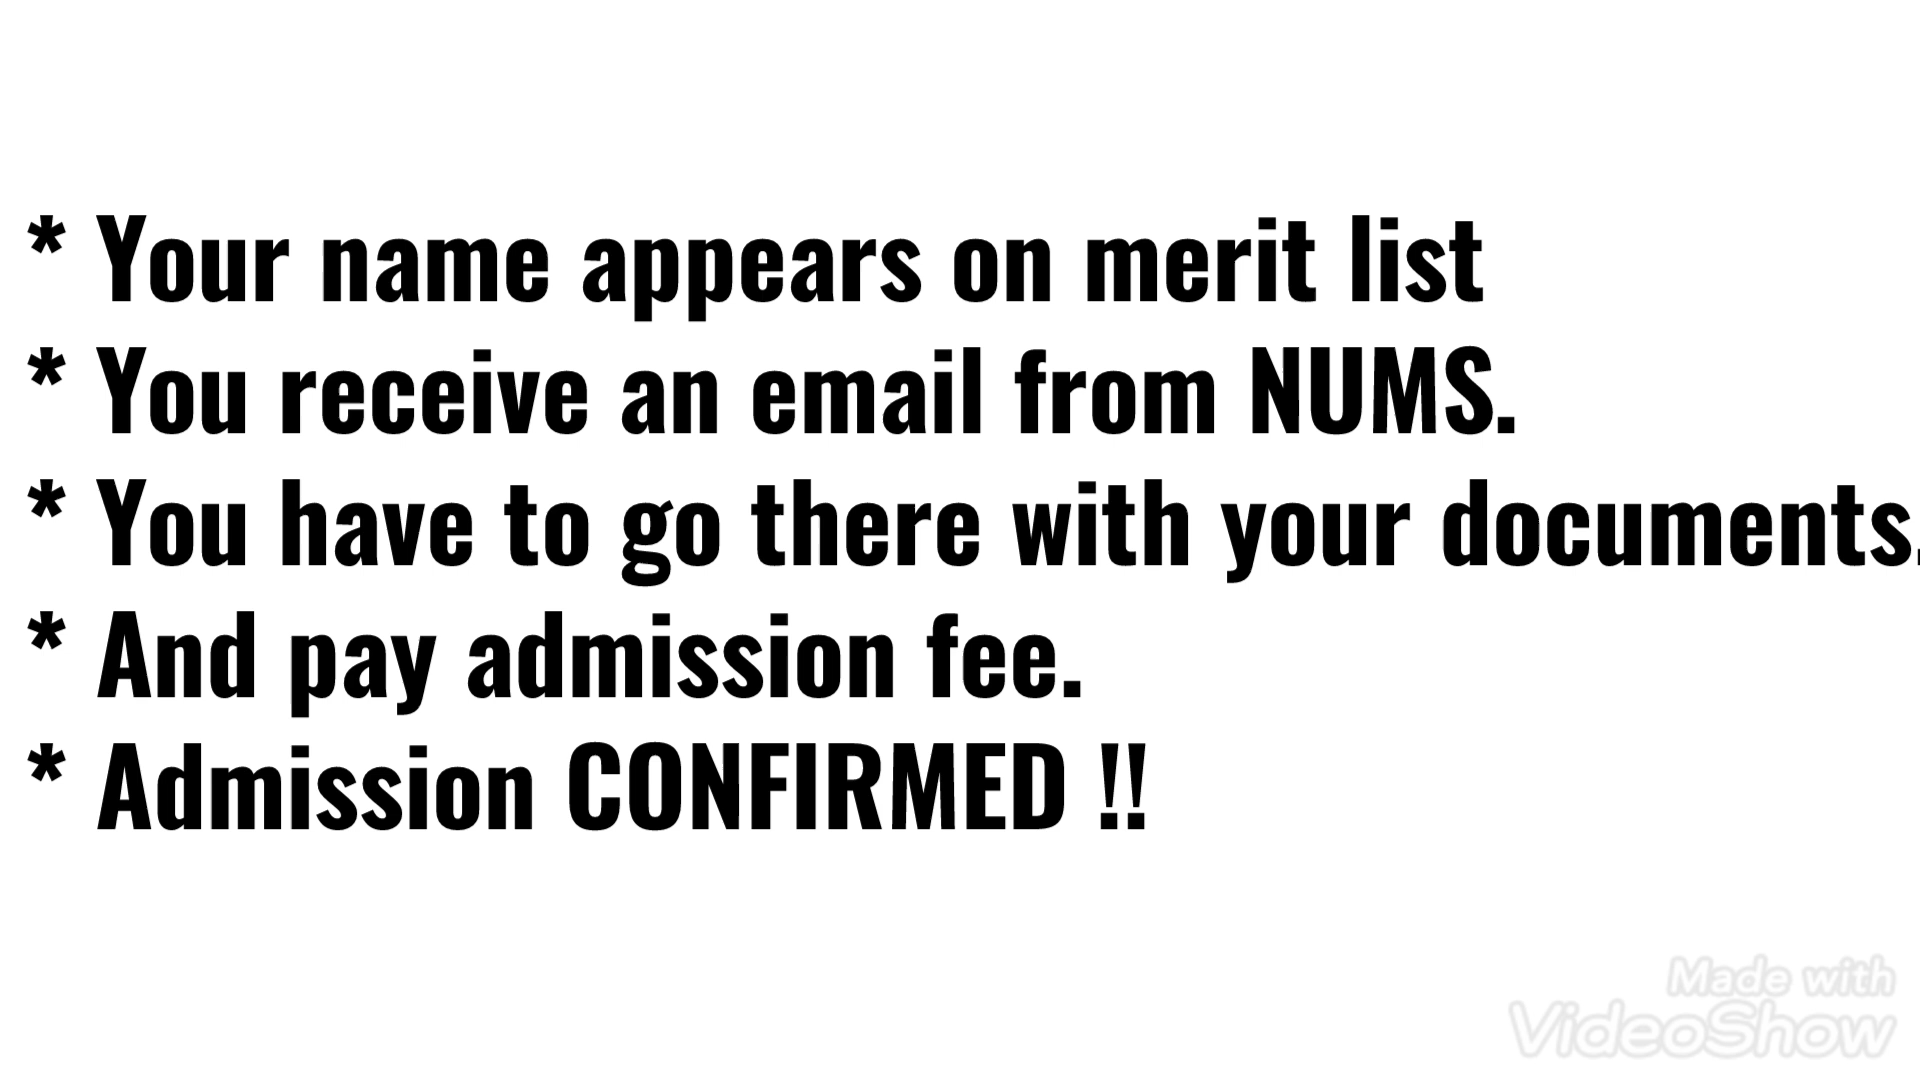 * Your name appears on merit list
* You receive an email from NUMS.
* You have to go there with your documents.
* And pay admission fee.
* Admission CONFIRMED !!
Made with
VideoShow